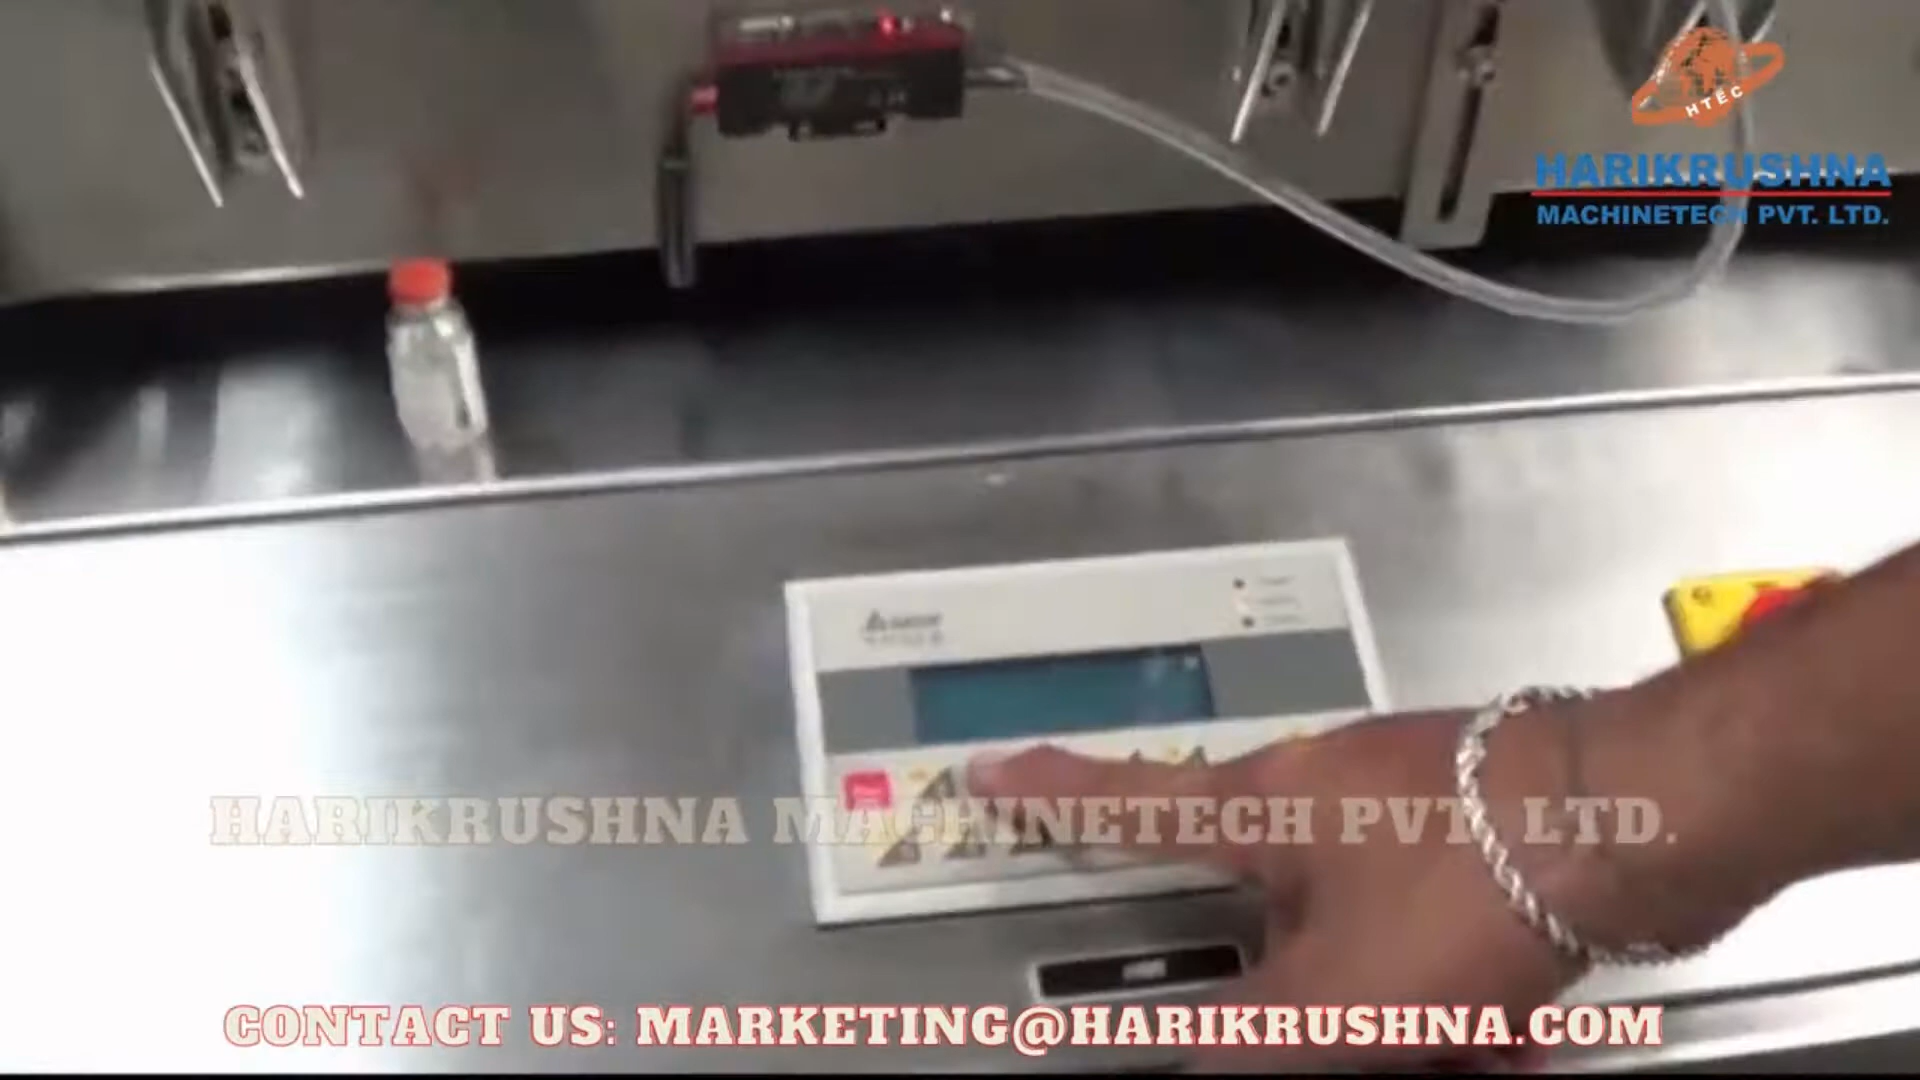 HTEC
HARIKRUSHNA
MACHINETECH PVT. LTD.
HARIKRUSHNA MACHINETECH PVT. LTD.
CONTACT US: MARKETING@HARIKRUSHNA.COM